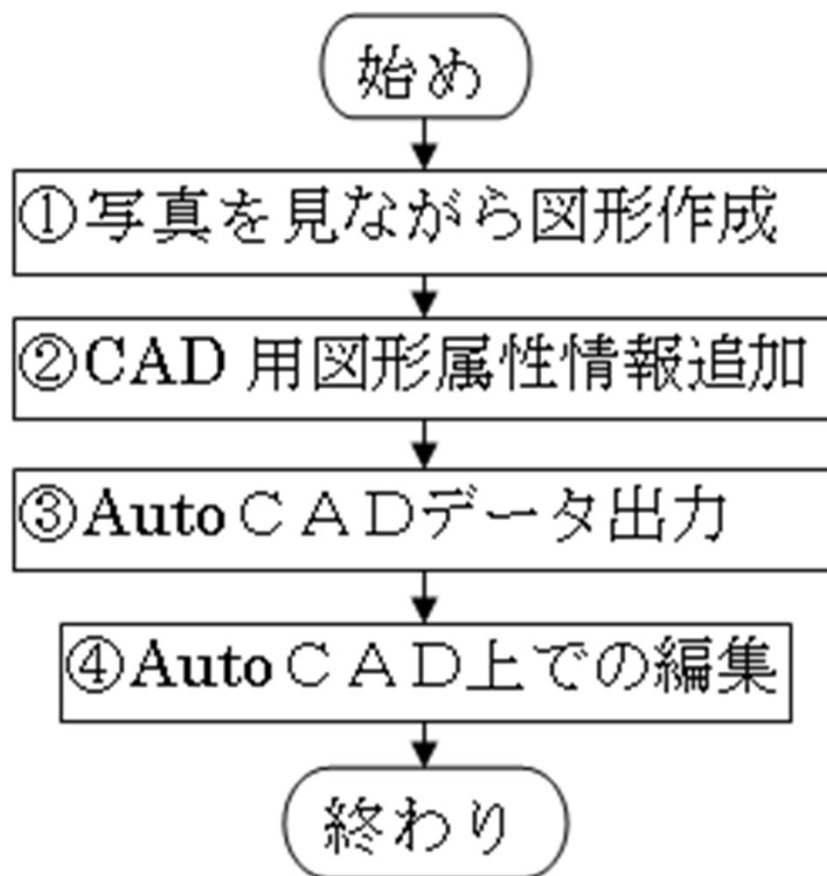 始め
①写真を見ながら図形作成
②CAD 用図形属性情報追加
③AutoＣＡＤデータ出力
④AutoＣＡＤ上での編集
終わり